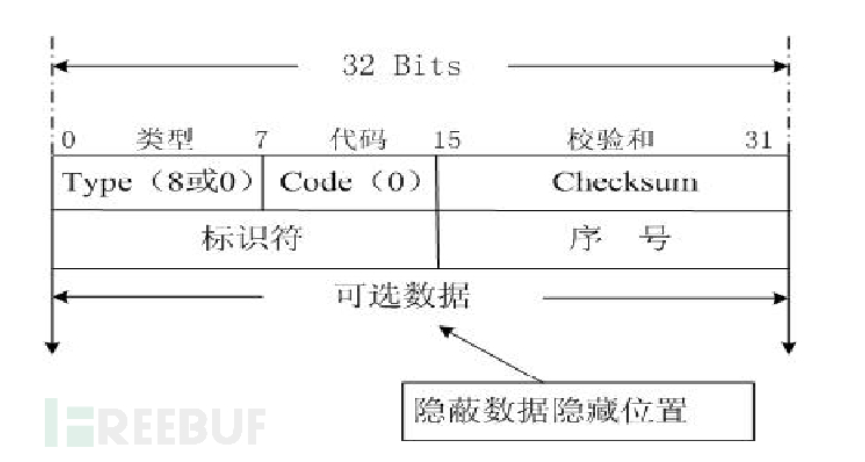 32 Bits
0 类型 7 代码 15 校验和 31
Type（8或0） Code（0） Checksum
标识符 序 号
可选数据
隐蔽数据隐藏位置
FREEBUF